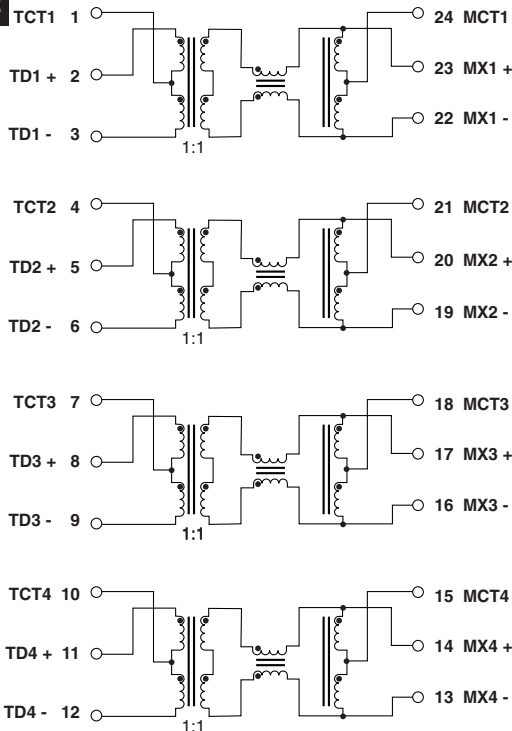 TCT1 1 24 MCT1
TD1 + 2 23 MX1 +
TD1 - 3 22 MX1 -
1:1
TCT2 4 21 MCT2
TD2 + 5 20 MX2 +
TD2 - 6 19 MX2 -
1:1
TCT3 7 18 MCT3
TD3 + 8 17 MX3 +
TD3 - 9 16 MX3 -
1:1
TCT4 10 15 MCT4
TD4 + 11 14 MX4 +
TD4 - 12 13 MX4 -
1:1